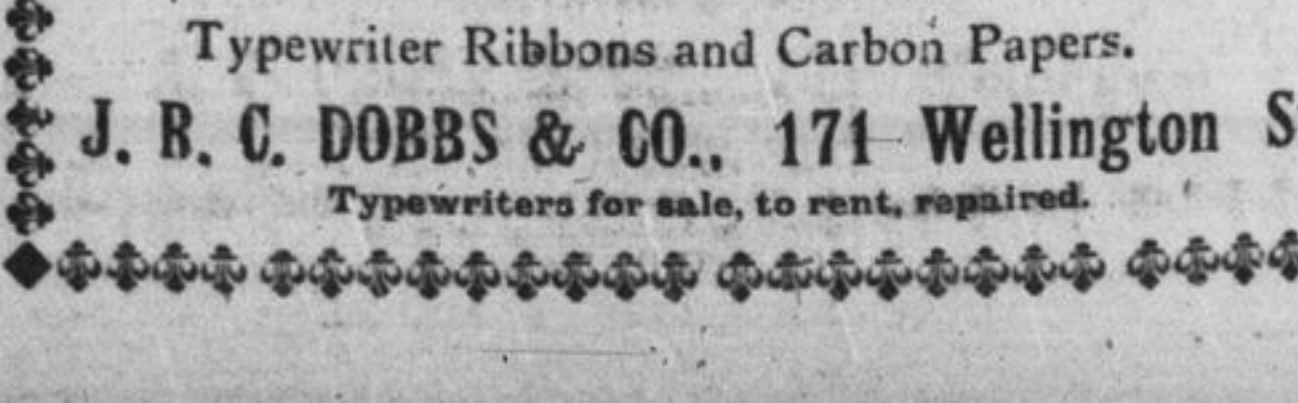 Typewriter Ribbons and Carbon Papers.
J. R. C. DOBBS & CO., 171 Wellington S
Typewriters for sale, to rent, repaired.